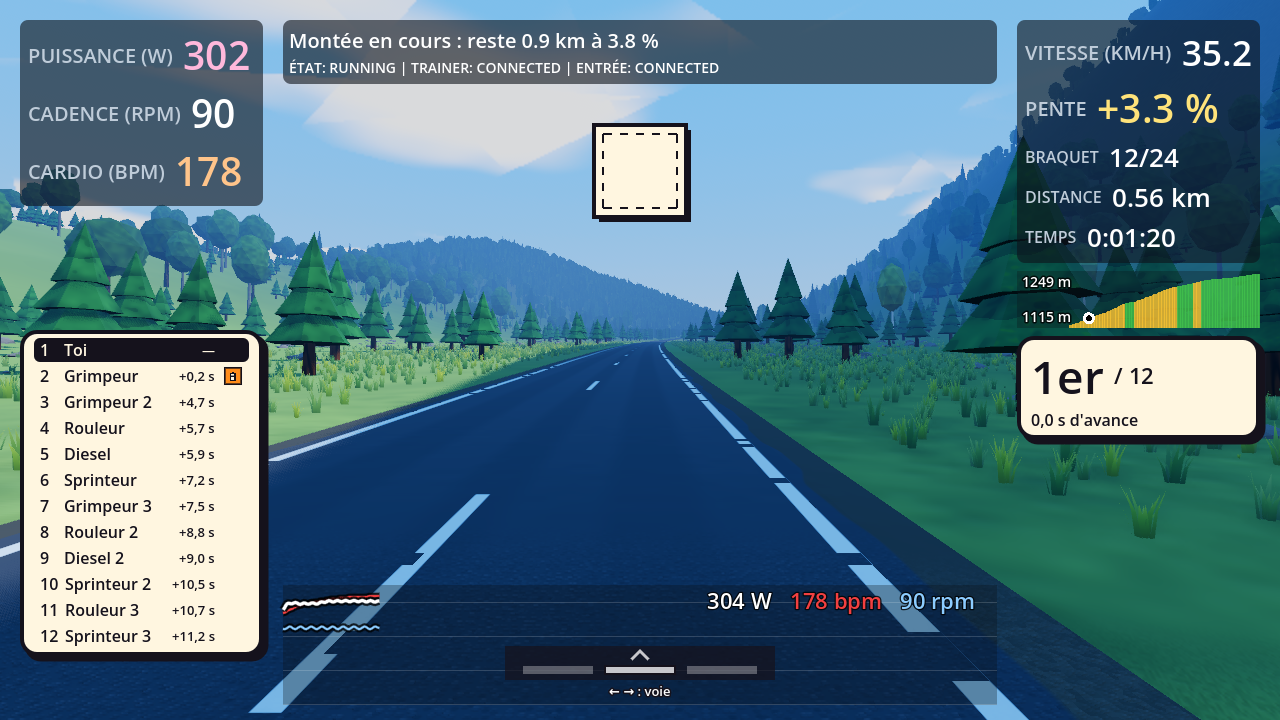 PUISSANCE (W) 302
CADENCE (RPM) 90
CARDIO (BPM) 178
Montée en cours : reste 0.9 km à 3.8 %
ÉTAT: RUNNING | TRAINER: CONNECTED | ENTRÉE: CONNECTED
VITESSE (KM/H) 35.2
PENTE +3.3 %
BRAQUET 12/24
DISTANCE 0.56 km
TEMPS 0:01:20
1249 m
1115 m
1er / 12
0,0 s d'avance
1 Toi —
2 Grimpeur +0,2 s
3 Grimpeur 2 +4,7 s
4 Rouleur +5,7 s
5 Diesel +5,9 s
6 Sprinteur +7,2 s
7 Grimpeur 3 +7,5 s
8 Rouleur 2 +8,8 s
9 Diesel 2 +9,0 s
10 Sprinteur 2 +10,5 s
11 Rouleur 3 +10,7 s
12 Sprinteur 3 +11,2 s
304 W 178 bpm 90 rpm
← → : voie